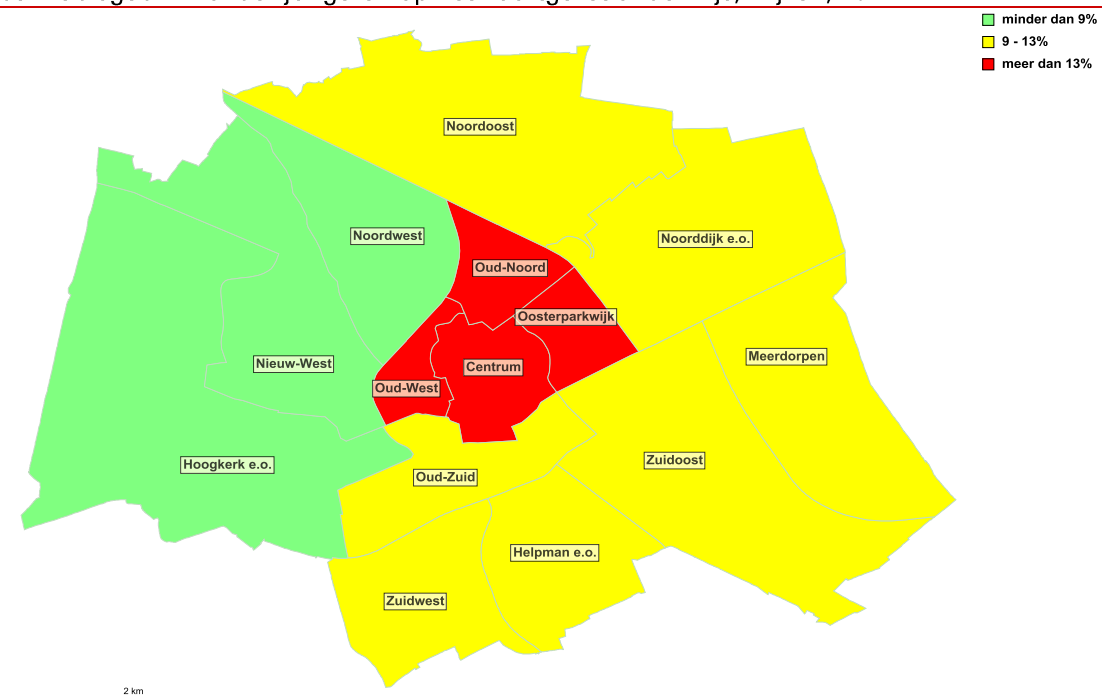 minder dan 9%
9 - 13%
meer dan 13%
Noordoost
Noordwest
Noorddijk e.o.
Oud-Noord
Oosterparkwijk
Meerdorpen
Nieuw-West
Centrum
Oud-West
Hoogkerk e.o.
Zuidoost
Oud-Zuid
Helpman e.o.
Zuidwest
2 km